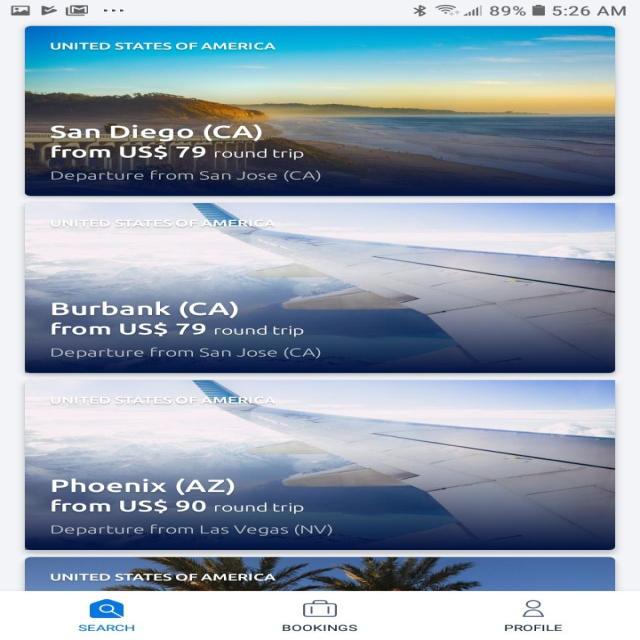 89% 5:26 AM
UNITED STATES OF AMERICA
San Diego (CA)
from US$ 79 round trip
Departure from San Jose (CA)
UNITED STATES OF AMERICA
Burbank (CA)
from US$ 79 round trip
Departure from San Jose (CA)
UNITED STATES OF AMERICA
Phoenix (AZ)
from US$ 90 round trip
Departure from Las Vegas (NV)
UNITED STATES OF AMERICA
SEARCH BOOKINGS PROFILE